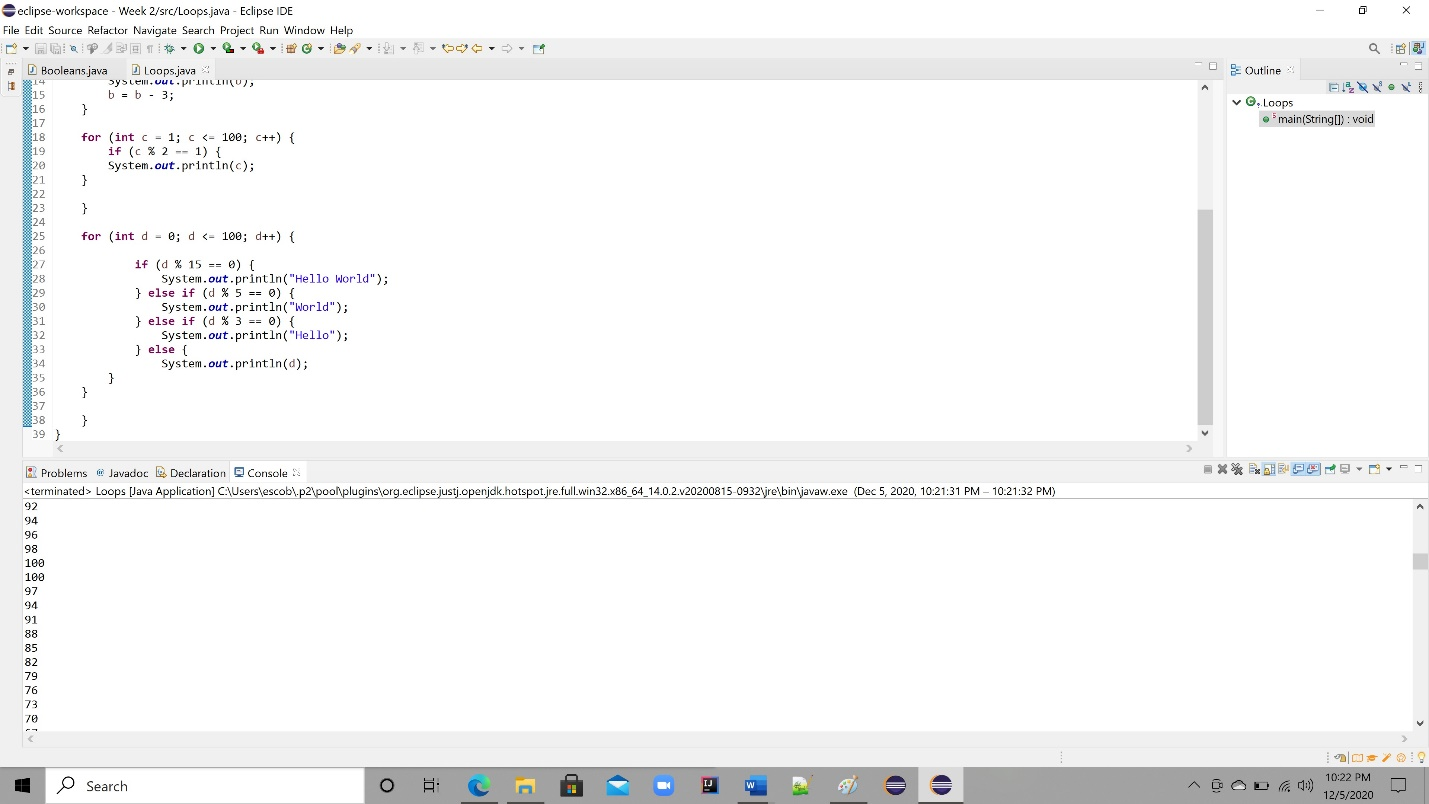 eclipse-workspace - Week 2/src/Loops.java - Eclipse IDE
File Edit Source Refactor Navigate Search Project Run Window Help
Booleans.java Loops.java
14 System.out.println(b);
15 b = b - 3;
16 }
17
18 for (int c = 1; c <= 100; c++) {
19 if (c % 2 == 1) {
20 System.out.println(c);
21 }
22
23 }
24
25 for (int d = 0; d <= 100; d++) {
26
27 if (d % 15 == 0) {
28 System.out.println("Hello World");
29 } else if (d % 5 == 0) {
30 System.out.println("World");
31 } else if (d % 3 == 0) {
32 System.out.println("Hello");
33 } else {
34 System.out.println(d);
35 }
36 }
37
38 }
39 }
Outline
Loops
main(String[]) : void
Problems @ Javadoc Declaration Console
<terminated> Loops [Java Application] C:\Users\escob\.p2\pool\plugins\org.eclipse.justj.openjdk.hotspot.jre.full.win32.x86_64_14.0.2.v20200815-0932\jre\bin\javaw.exe (Dec 5, 2020, 10:21:31 PM – 10:21:32 PM)
92
94
96
98
100
100
97
94
91
88
85
82
79
76
73
70
67
Search
10:22 PM
12/5/2020